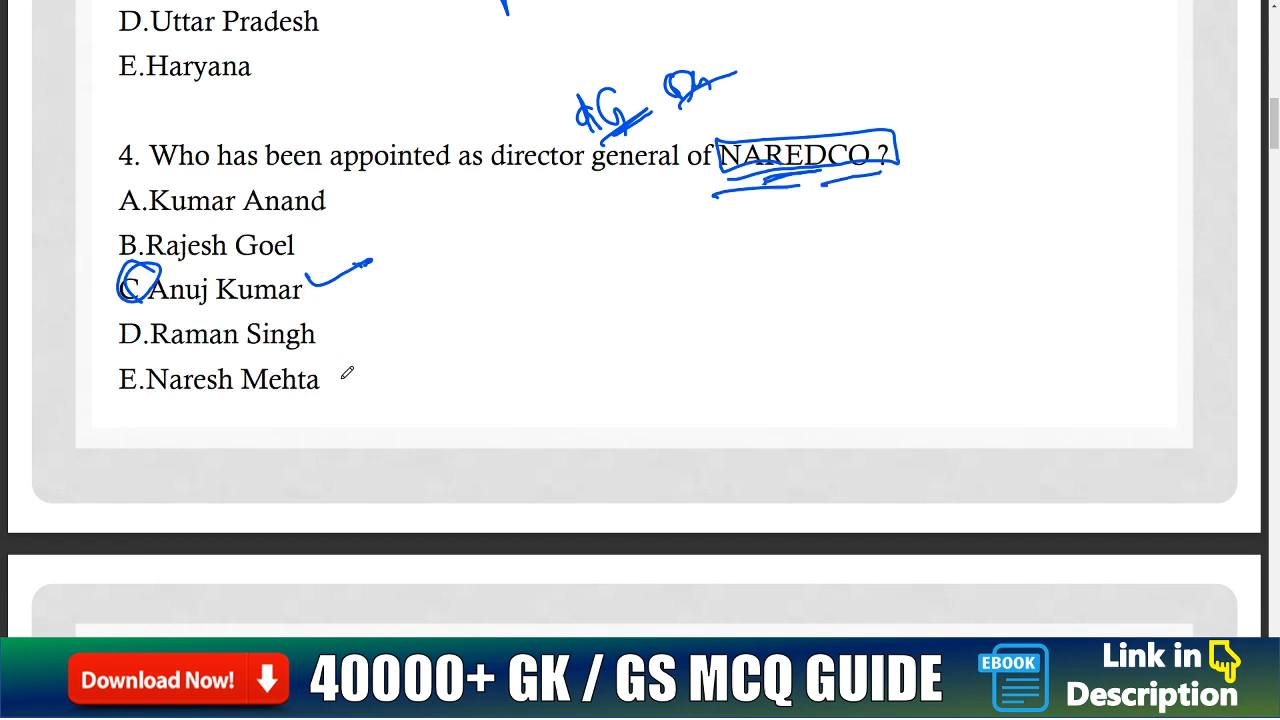 D.Uttar Pradesh
E.Haryana
4. Who has been appointed as director general of NAREDCO ?
A.Kumar Anand
B.Rajesh Goel
C Anuj Kumar
D.Raman Singh
E.Naresh Mehta
Download Now!
40000+ GK / GS MCQ GUIDE
EBOOK
Link in
Description